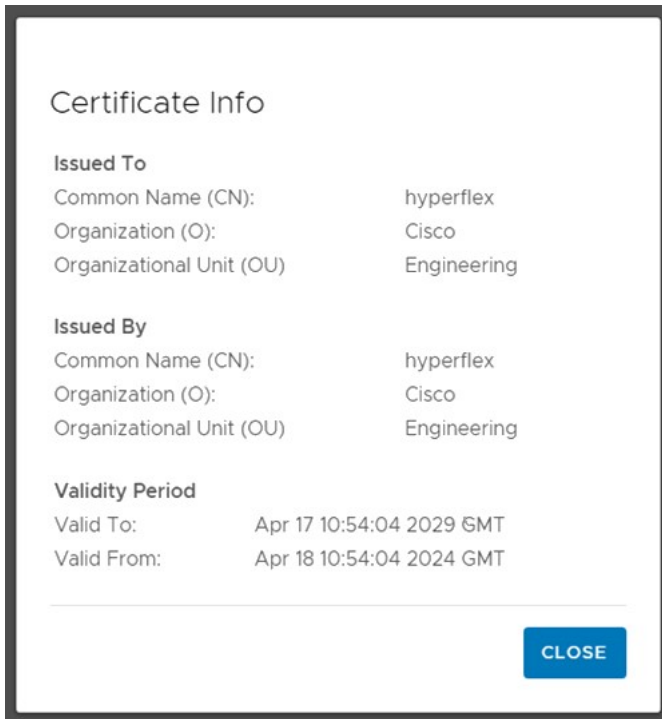 Certificate Info
Issued To
Common Name (CN): hyperflex
Organization (O): Cisco
Organizational Unit (OU) Engineering
Issued By
Common Name (CN): hyperflex
Organization (O): Cisco
Organizational Unit (OU) Engineering
Validity Period
Valid To: Apr 17 10:54:04 2029 GMT
Valid From: Apr 18 10:54:04 2024 GMT
CLOSE